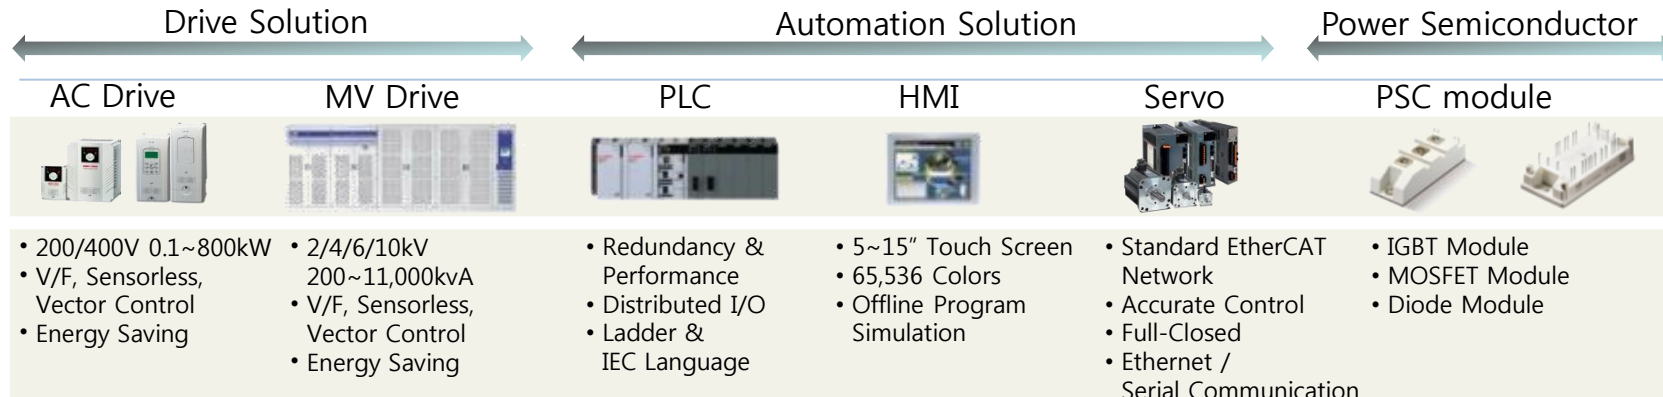 Drive Solution
Automation Solution
Power Semiconductor
AC Drive
MV Drive
PLC
HMI
Servo
PSC module
• 200/400V 0.1~800kW
• V/F, Sensorless,
Vector Control
• Energy Saving
• 2/4/6/10kV
200~11,000kvA
• V/F, Sensorless,
Vector Control
• Energy Saving
• Redundancy &
Performance
• Distributed I/O
• Ladder &
IEC Language
• 5~15” Touch Screen
• 65,536 Colors
• Offline Program
Simulation
• Standard EtherCAT
Network
• Accurate Control
• Full-Closed
• Ethernet /
Serial Communication
• IGBT Module
• MOSFET Module
• Diode Module